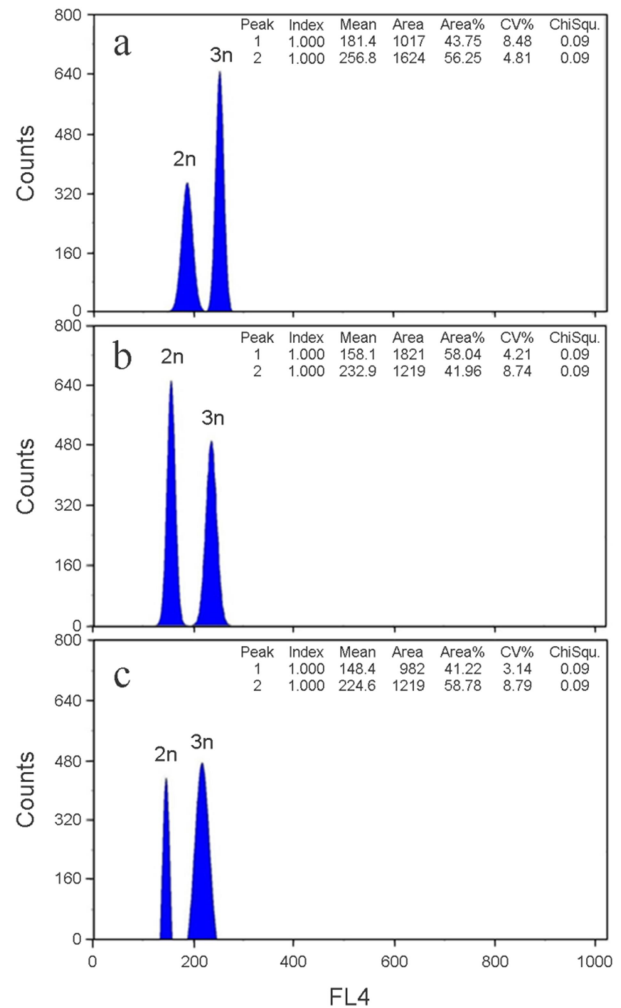 a
Peak Index Mean Area Area% CV% ChiSqu.
1 1.000 181.4 1017 43.75 8.48 0.09
2 1.000 256.8 1624 56.25 4.81 0.09
3n
2n
800
640
480
320
160
0
Counts
b
Peak Index Mean Area Area% CV% ChiSqu.
1 1.000 158.1 1821 58.04 4.21 0.09
2 1.000 232.9 1219 41.96 8.74 0.09
2n
3n
800
640
480
320
160
0
Counts
c
Peak Index Mean Area Area% CV% ChiSqu.
1 1.000 148.4 982 41.22 3.14 0.09
2 1.000 224.6 1219 58.78 8.79 0.09
2n
3n
800
640
480
320
160
0
Counts
0 200 400 600 800 1000
FL4